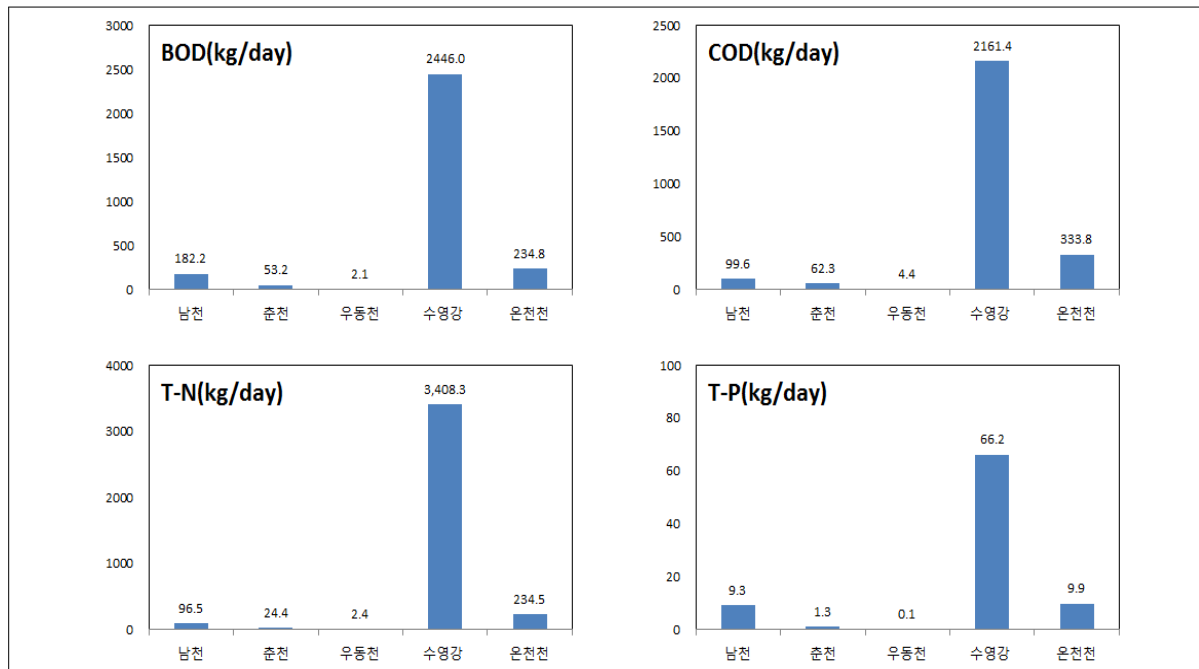 BOD(kg/day)
3000
2500
2000
1500
1000
500
0
182.2
53.2
2.1
2446.0
234.8
남천
춘천
우동천
수영강
온천천
COD(kg/day)
2500
2000
1500
1000
500
0
99.6
62.3
4.4
2161.4
333.8
남천
춘천
우동천
수영강
온천천
T-N(kg/day)
4000
3000
2000
1000
0
96.5
24.4
2.4
3,408.3
234.5
남천
춘천
우동천
수영강
온천천
T-P(kg/day)
100
80
60
40
20
0
9.3
1.3
0.1
66.2
9.9
남천
춘천
우동천
수영강
온천천